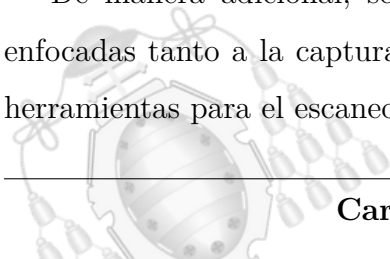 De manera adicional, se
enfocadas tanto a la captura
herramientas para el escaneo
Car